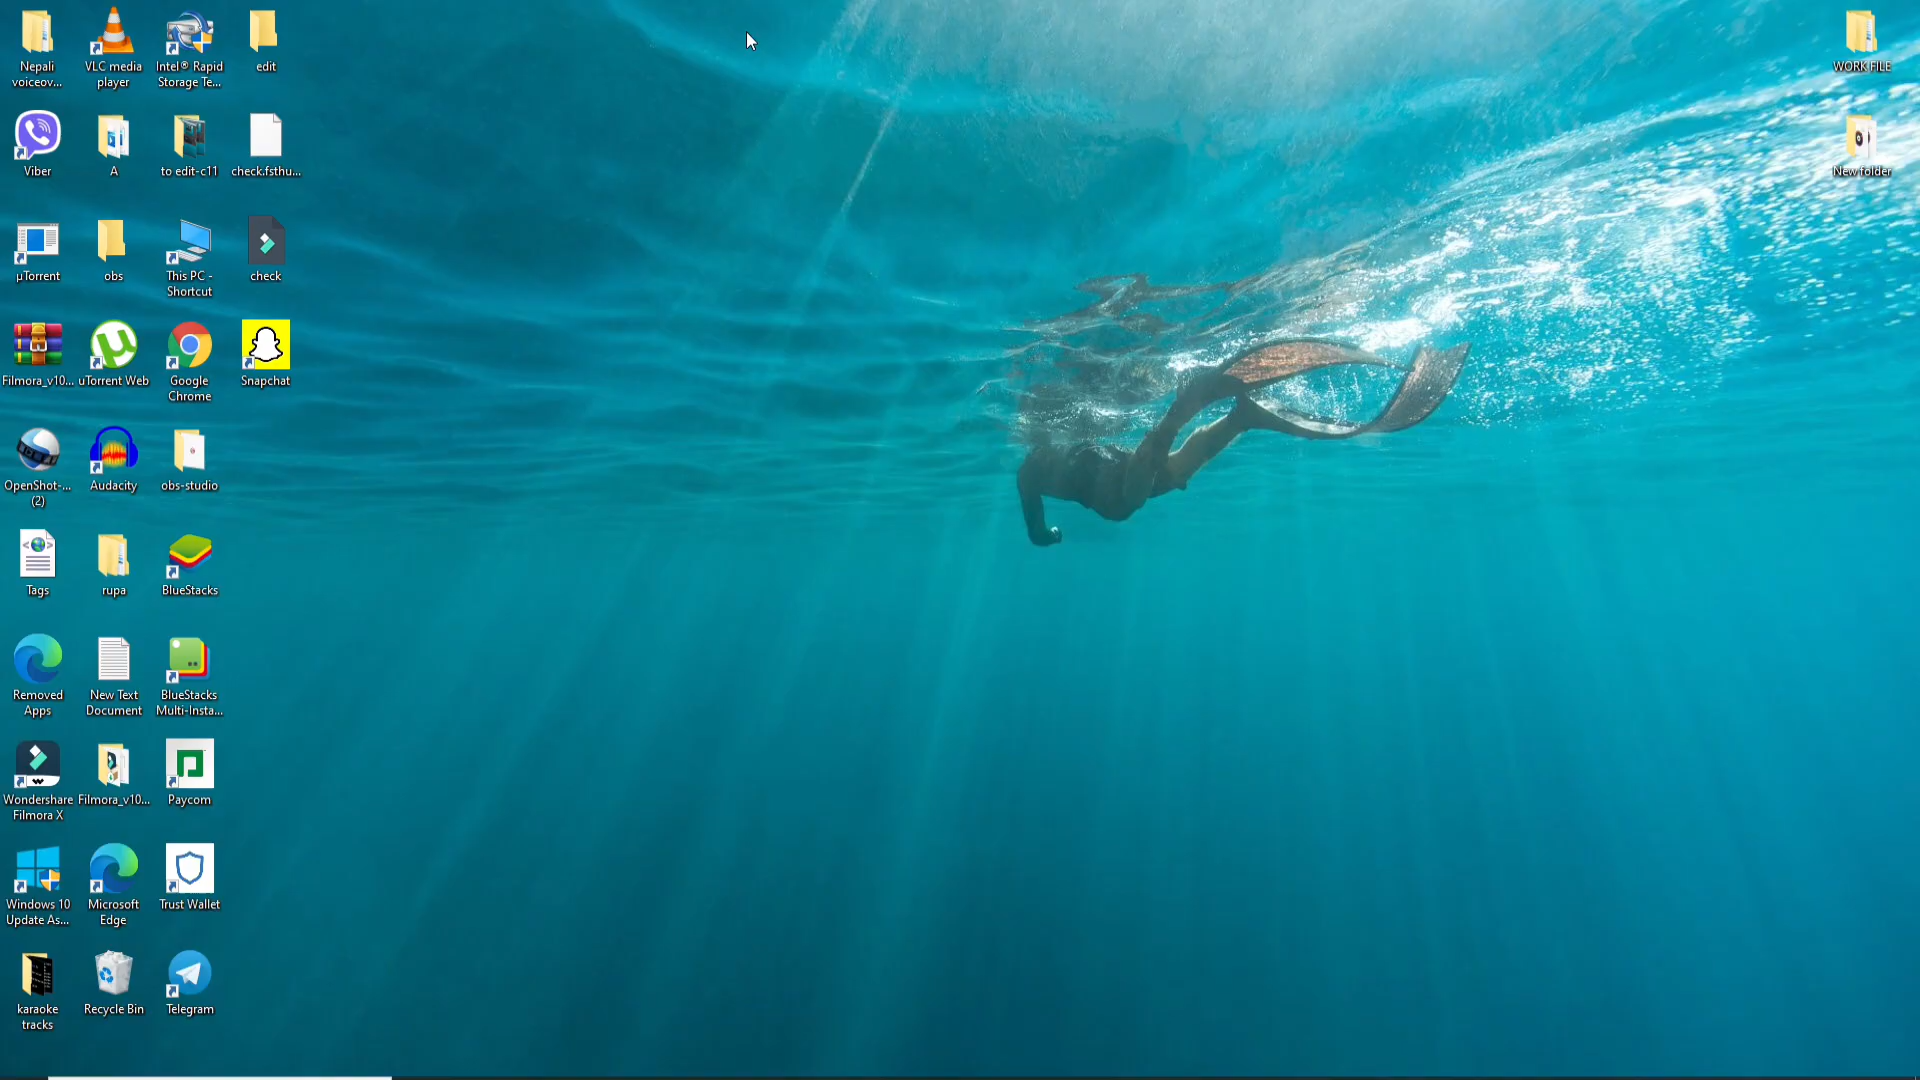 Nepali
voiceov...
VLC media
player
Intel® Rapid
Storage Te...
edit
WORK FILE
Viber
A
to edit-c11
check.fsthu...
New folder
µTorrent
obs
This PC -
Shortcut
check
Filmora_v10...
uTorrent Web
Google
Chrome
Snapchat
OpenShot-...
(2)
Audacity
obs-studio
Tags
rupa
BlueStacks
Removed
Apps
New Text
Document
BlueStacks
Multi-Insta...
Wondershare
Filmora X
Filmora_v10...
Paycom
Windows 10
Update As...
Microsoft
Edge
Trust Wallet
karaoke
tracks
Recycle Bin
Telegram